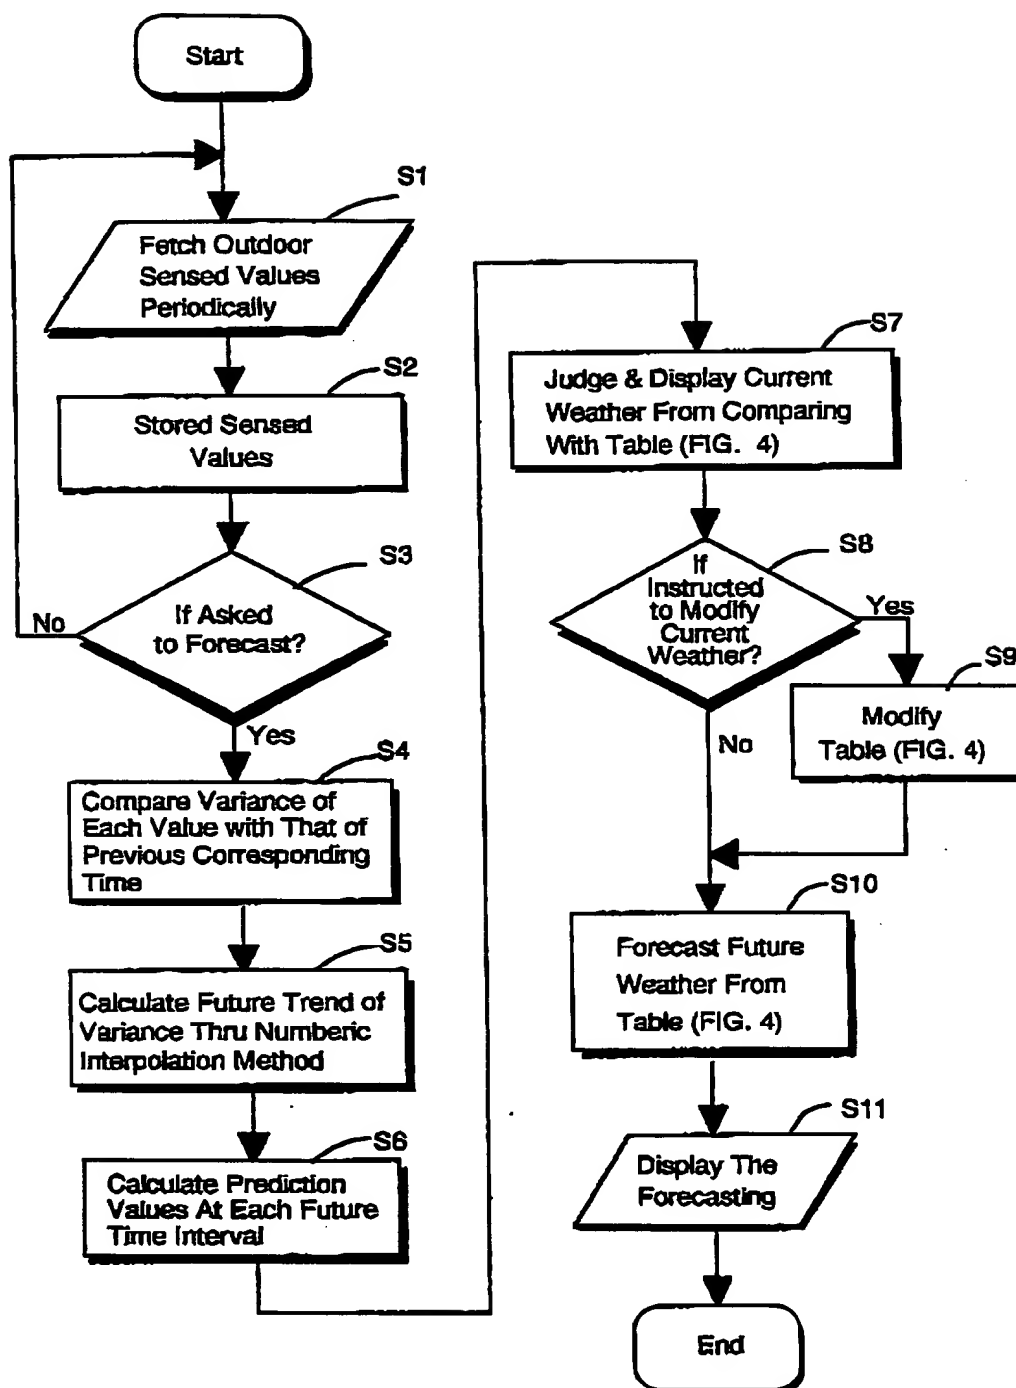 Start
S1
Fetch Outdoor
Sensed Values
Periodically
S2
Stored Sensed
Values
S3
If Asked
to Forecast?
No
Yes
S4
Compare Variance of
Each Value with That of
Previous Corresponding
Time
S5
Calculate Future Trend of
Variance Thru Numberic
Interpolation Method
S6
Calculate Prediction
Values At Each Future
Time Interval
S7
Judge & Display Current
Weather From Comparing
With Table (FIG. 4)
S8
If
Instructed
to Modify
Current
Weather?
Yes
No
S9
Modify
Table (FIG. 4)
S10
Forecast Future
Weather From
Table (FIG. 4)
S11
Display The
Forecasting
End